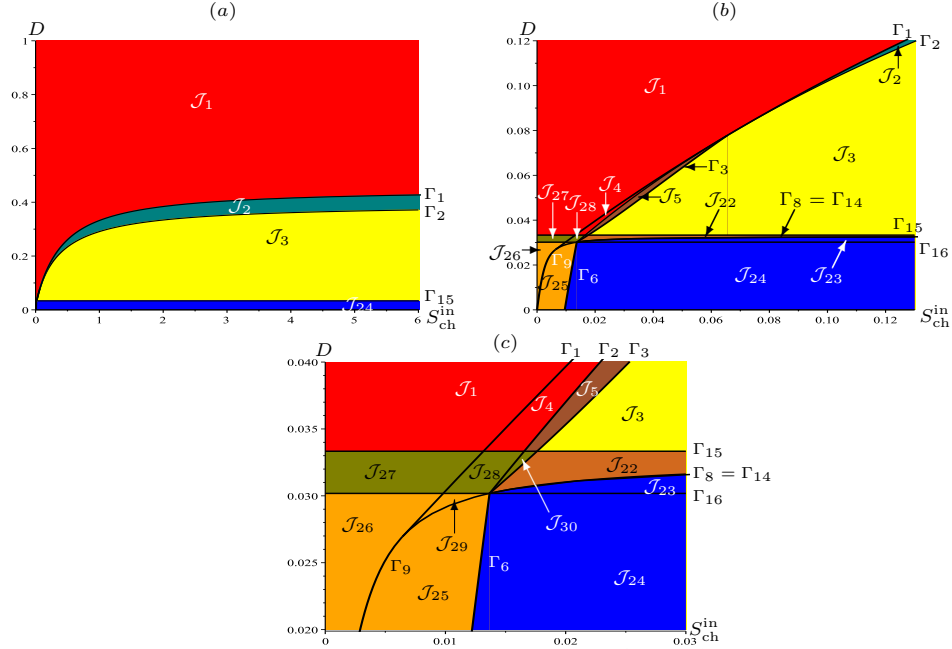 (a)
D
1
0.8
0.6
0.4
0.2
0
0 1 2 3 4 5 6
S_ch^in
𝒥1
𝒥2
𝒥3
𝒥24
Γ1
Γ2
Γ15
(b)
D
0.12
0.10
0.08
0.06
0.04
0.02
0
0 0.02 0.04 0.06 0.08 0.10 0.12
S_ch^in
Γ1
Γ2
𝒥2
𝒥1
𝒥3
Γ3
𝒥27 𝒥4
𝒥28
𝒥5 𝒥22 Γ8 = Γ14
Γ15
Γ16
𝒥26
Γ9
𝒥25
Γ6
𝒥24
𝒥23
(c)
D
0.040
0.035
0.030
0.025
0.020
0 0.01 0.02 0.03
S_ch^in
Γ1 Γ2 Γ3
𝒥1
𝒥4
𝒥5
𝒥3
Γ15
𝒥27 𝒥28 𝒥22
Γ8 = Γ14
𝒥23
Γ16
𝒥26
𝒥29
𝒥30
Γ9
Γ6
𝒥25
𝒥24